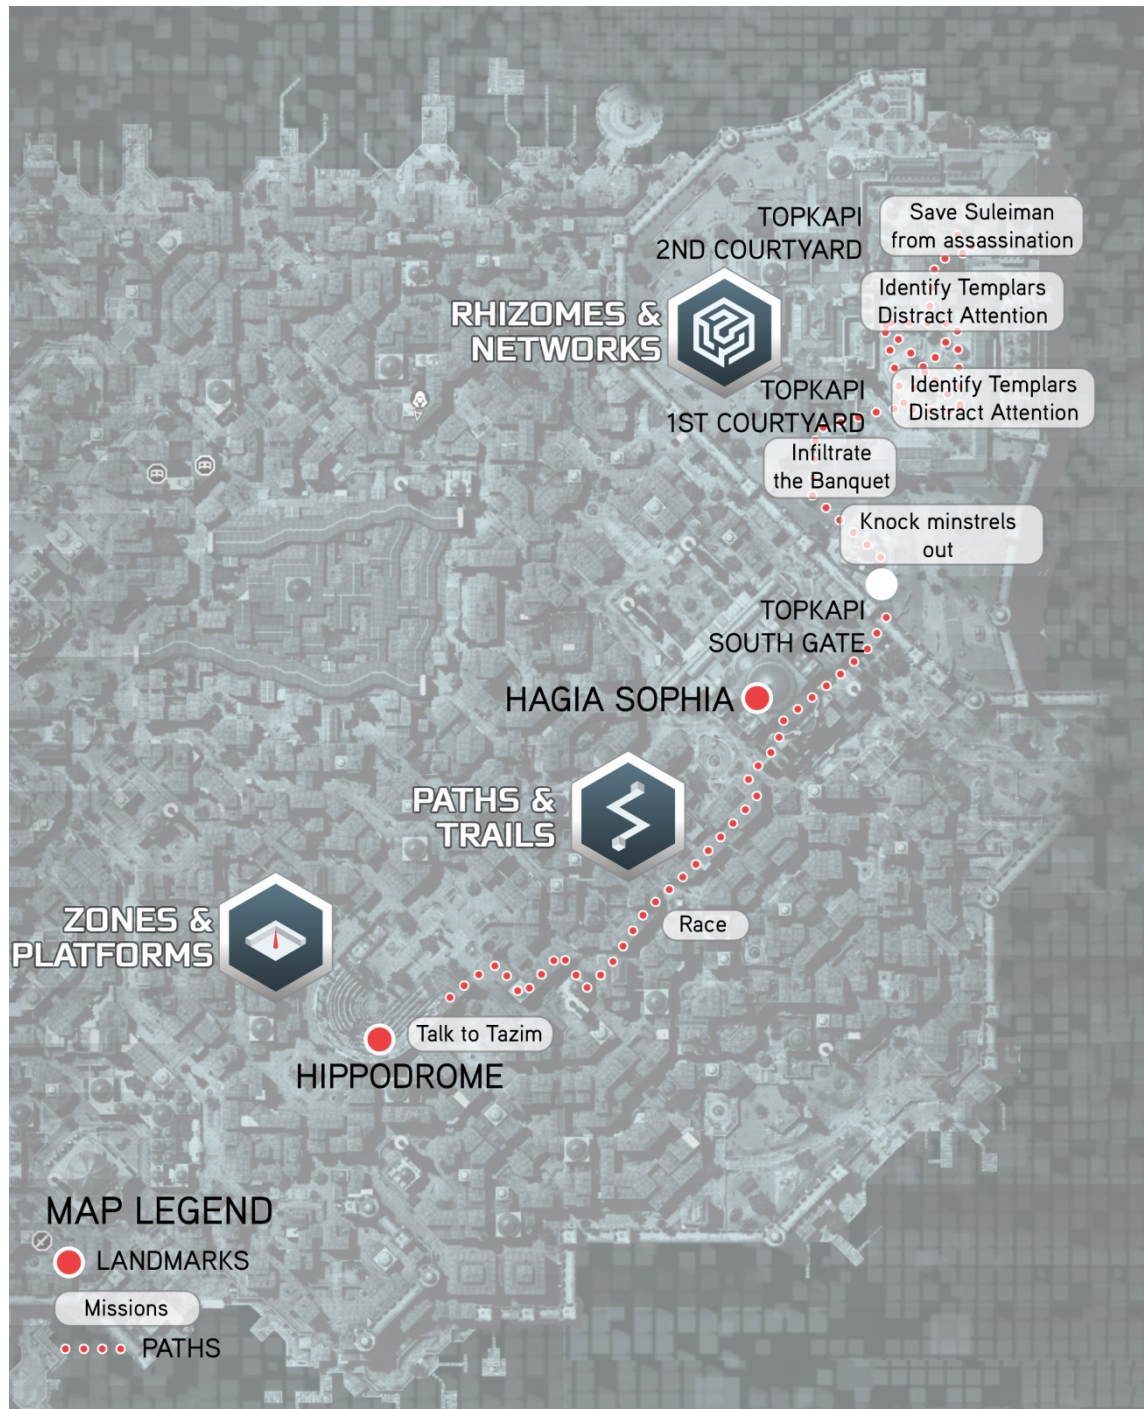 TOPKAPI
2ND COURTYARD
Save Suleiman
from assassination
Identify Templars
Distract Attention
RHIZOMES &
NETWORKS
TOPKAPI
1ST COURTYARD
Identify Templars
Distract Attention
Infiltrate
the Banquet
Knock minstrels
out
TOPKAPI
SOUTH GATE
HAGIA SOPHIA
PATHS &
TRAILS
Race
ZONES &
PLATFORMS
Talk to Tazim
HIPPODROME
MAP LEGEND
LANDMARKS
Missions
PATHS